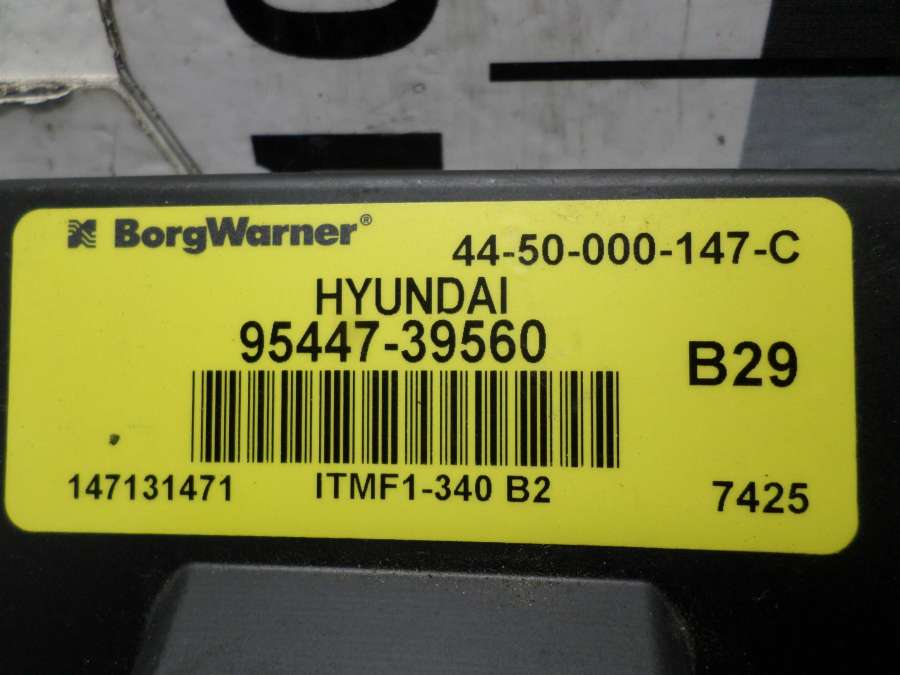 BorgWarner®
44-50-000-147-C
HYUNDAI
95447-39560
B29
147131471
ITMF1-340 B2
7425